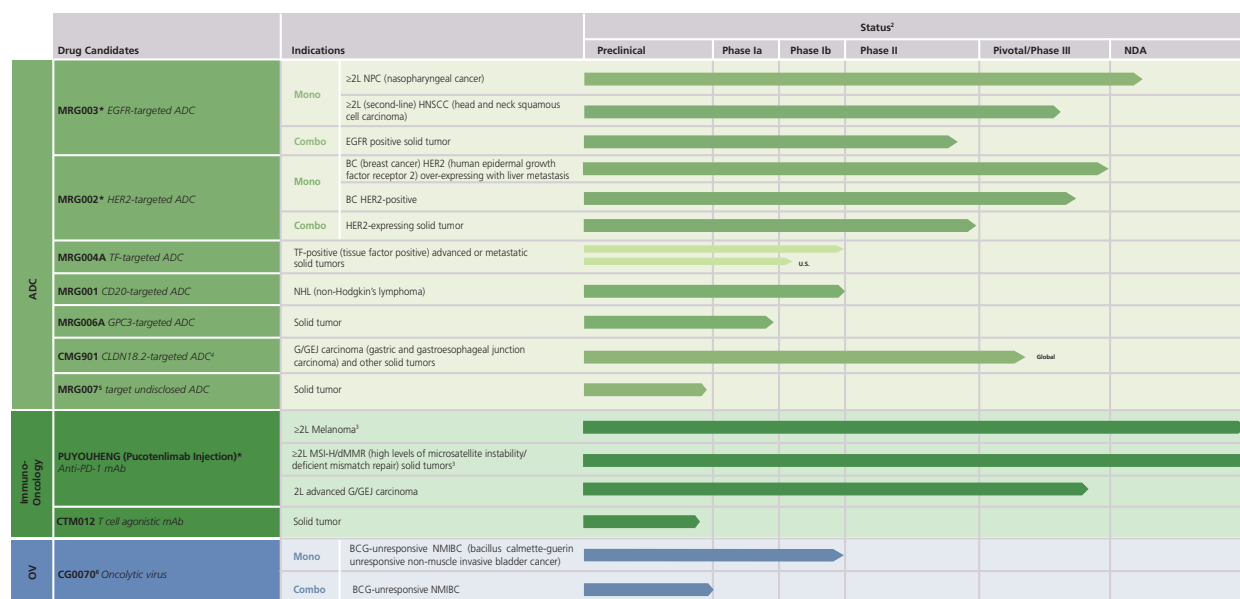 Status²
Drug Candidates
Indications
Preclinical
Phase Ia
Phase Ib
Phase II
Pivotal/Phase III
NDA
ADC
MRG003* EGFR-targeted ADC
Mono
≥2L NPC (nasopharyngeal cancer)
≥2L (second-line) HNSCC (head and neck squamous
cell carcinoma)
Combo
EGFR positive solid tumor
MRG002* HER2-targeted ADC
Mono
BC (breast cancer) HER2 (human epidermal growth
factor receptor 2) over-expressing with liver metastasis
BC HER2-positive
Combo
HER2-expressing solid tumor
MRG004A TF-targeted ADC
TF-positive (tissue factor positive) advanced or metastatic
solid tumors
U.S.
MRG001 CD20-targeted ADC
NHL (non-Hodgkin's lymphoma)
MRG006A GPC3-targeted ADC
Solid tumor
CMG901 CLDN18.2-targeted ADC⁴
G/GEJ carcinoma (gastric and gastroesophageal junction
carcinoma) and other solid tumors
Global
MRG007⁵ target undisclosed ADC
Solid tumor
Immuno-
Oncology
PUYOUHENG (Pucotenlimab Injection)*
Anti-PD-1 mAb
≥2L Melanoma³
≥2L MSI-H/dMMR (high levels of microsatellite instability/
deficient mismatch repair) solid tumors³
2L advanced G/GEJ carcinoma
CTM012 T cell agonistic mAb
Solid tumor
OV
CG0070⁶ Oncolytic virus
Mono
BCG-unresponsive NMIBC (bacillus calmette-guerin
unresponsive non-muscle invasive bladder cancer)
Combo
BCG-unresponsive NMIBC